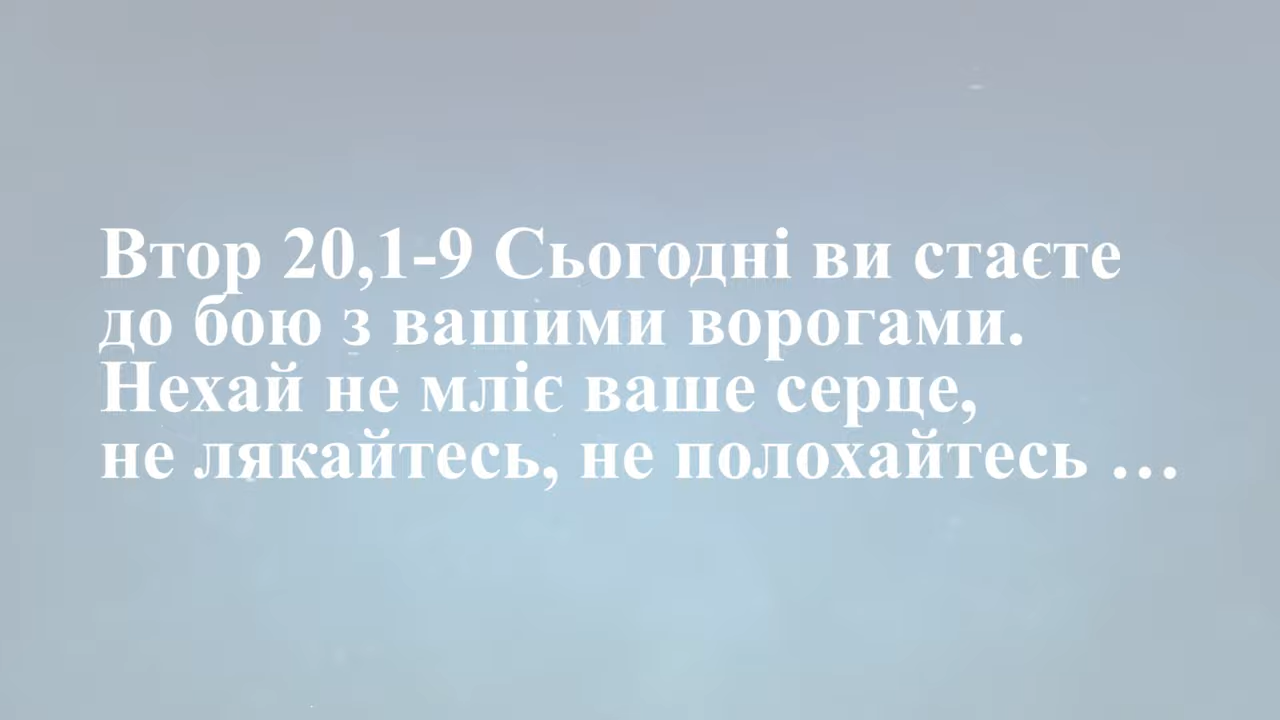 Втор 20,1-9 Сьогодні ви стаєте
до бою з вашими ворогами.
Нехай не мліє ваше серце,
не лякайтесь, не полохайтесь …